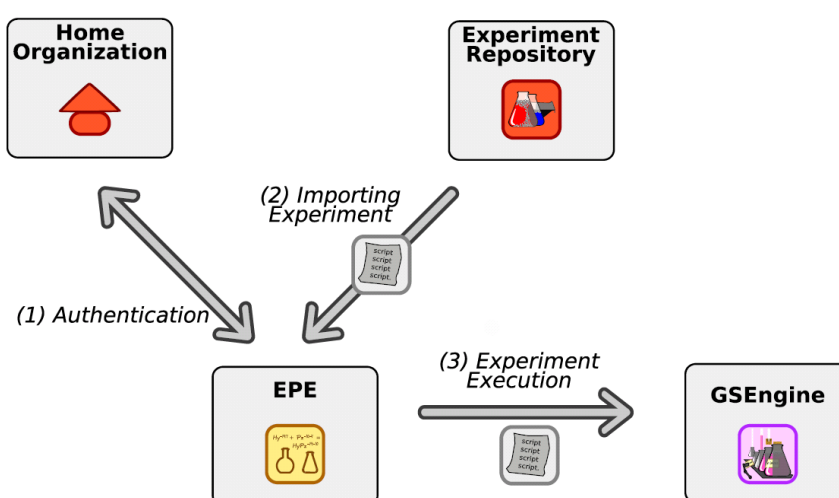 Home
Organization
Experiment
Repository
(2) Importing
Experiment
script
script
script
script.
(1) Authentication
(3) Experiment
Execution
EPE
GSEngine
script
script
script
script.